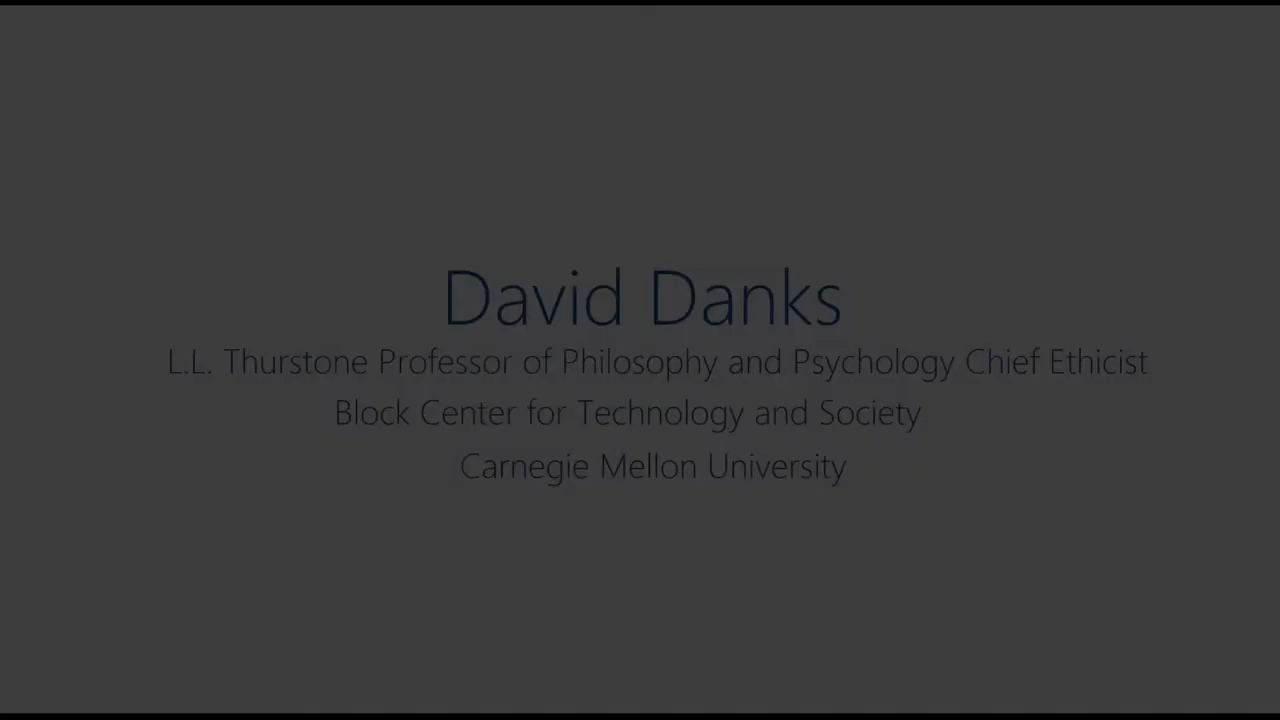 David Danks
L.L. Thurstone Professor of Philosophy and Psychology Chief Ethicist
Block Center for Technology and Society
Carnegie Mellon University